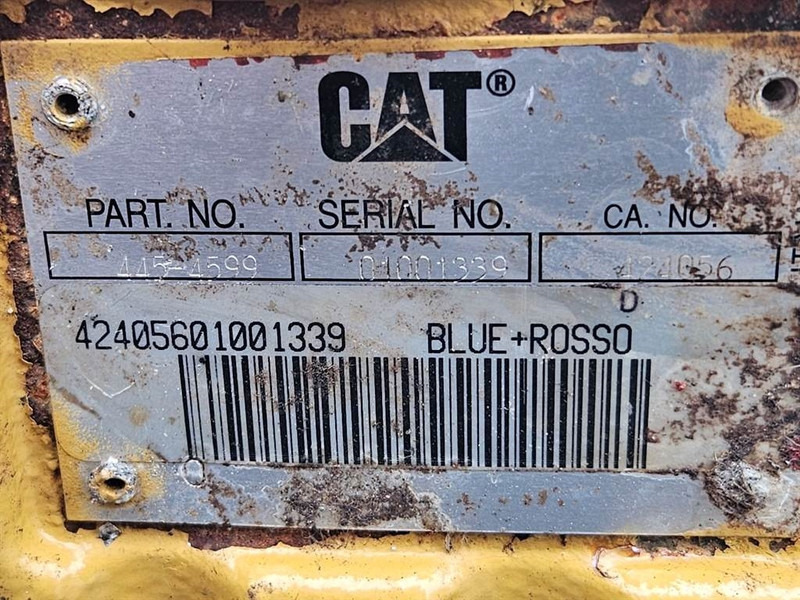 CAT®
PART. NO. SERIAL NO. CA. NO.
445-4599 01001339 424056
D
42405601001339 BLUE+ROSSO